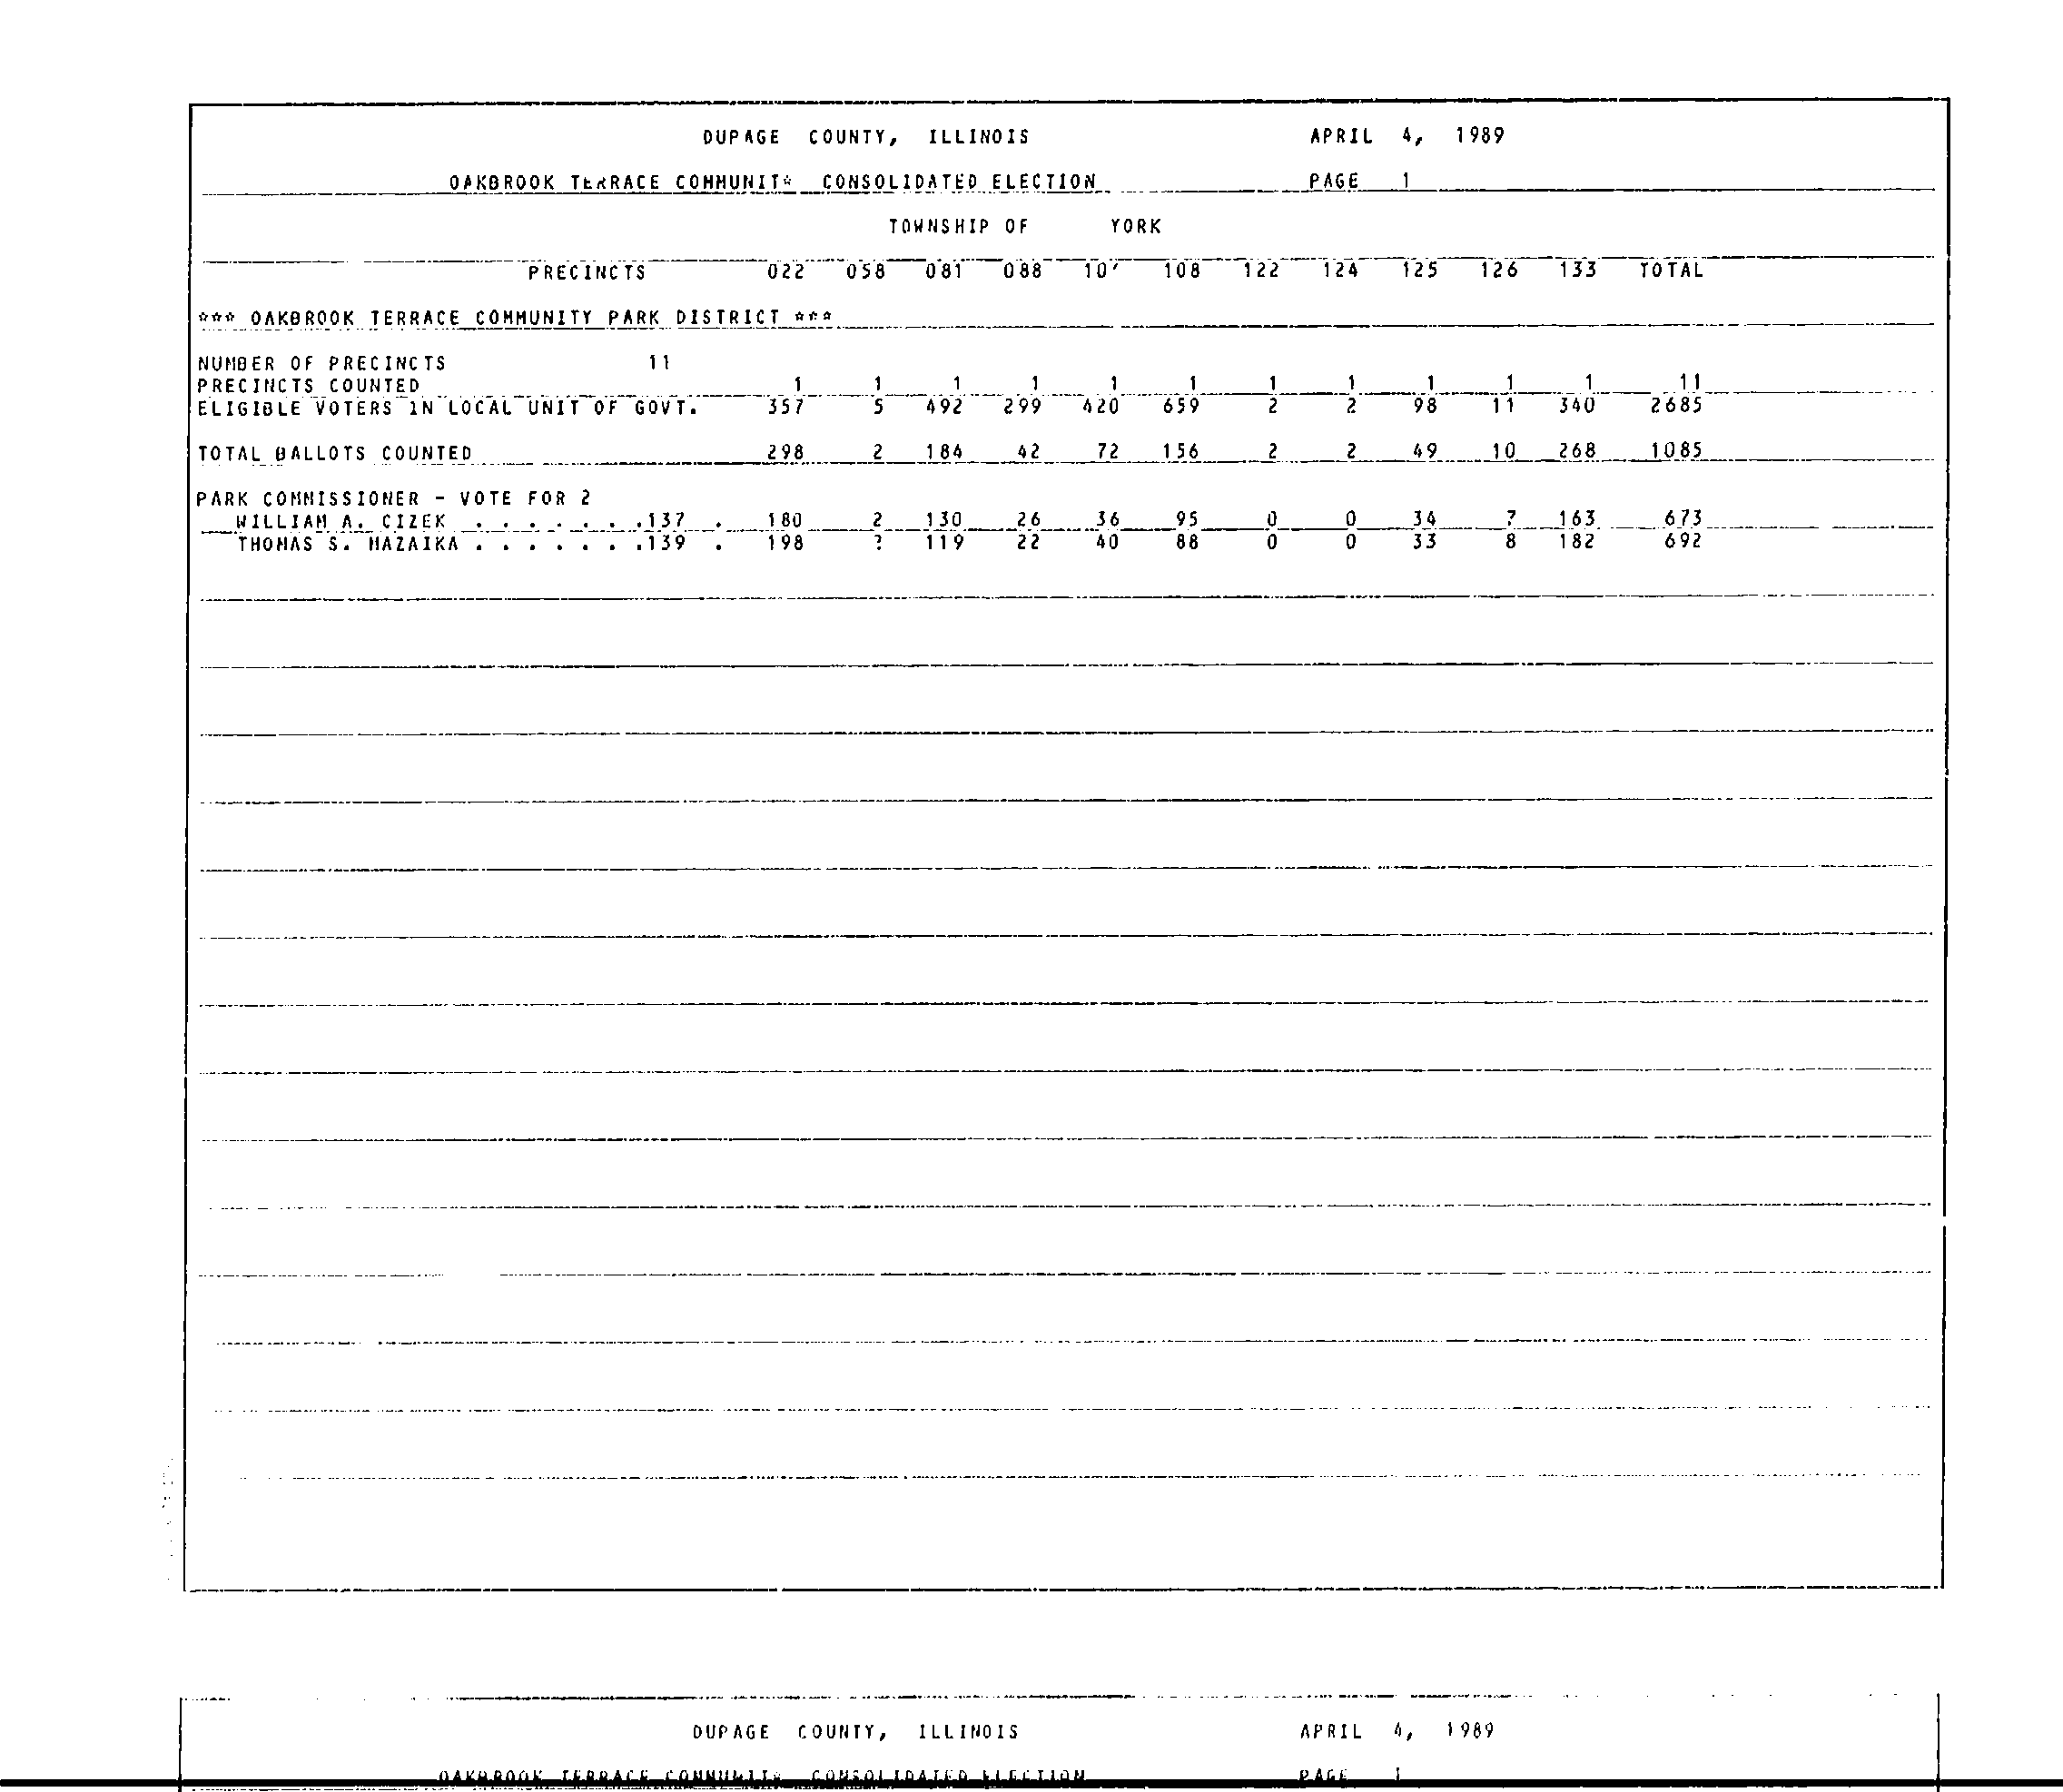 DUPAGE COUNTY, ILLINOIS APRIL 4, 1989
OAKBROOK TERRACE COMMUNIT* CONSOLIDATED ELECTION PAGE 1
TOWNSHIP OF YORK
PRECINCTS 022 058 081 088 108 122 124 125 126 133 TOTAL
*** OAKBROOK TERRACE COMMUNITY PARK DISTRICT ***
NUMBER OF PRECINCTS 11
PRECINCTS COUNTED 1 1 1 1 1 1 1 1 1 1 1 11
ELIGIBLE VOTERS IN LOCAL UNIT OF GOVT. 357 5 492 299 420 659 2 2 98 11 340 2685
TOTAL BALLOTS COUNTED 298 2 184 42 72 156 2 2 49 10 268 1085
PARK COMMISSIONER - VOTE FOR 2
WILLIAM A. CIZEK . . . . . . .137 . 180 2 130 26 36 95 0 0 34 7 163 673
THOMAS S. MAZAIKA . . . . . . .139 . 198 2 119 22 40 88 0 0 33 8 182 692
DUPAGE COUNTY, ILLINOIS APRIL 4, 1989
OAKBROOK TERRACE COMMUNIT* CONSOLIDATED ELECTION PAGE 1